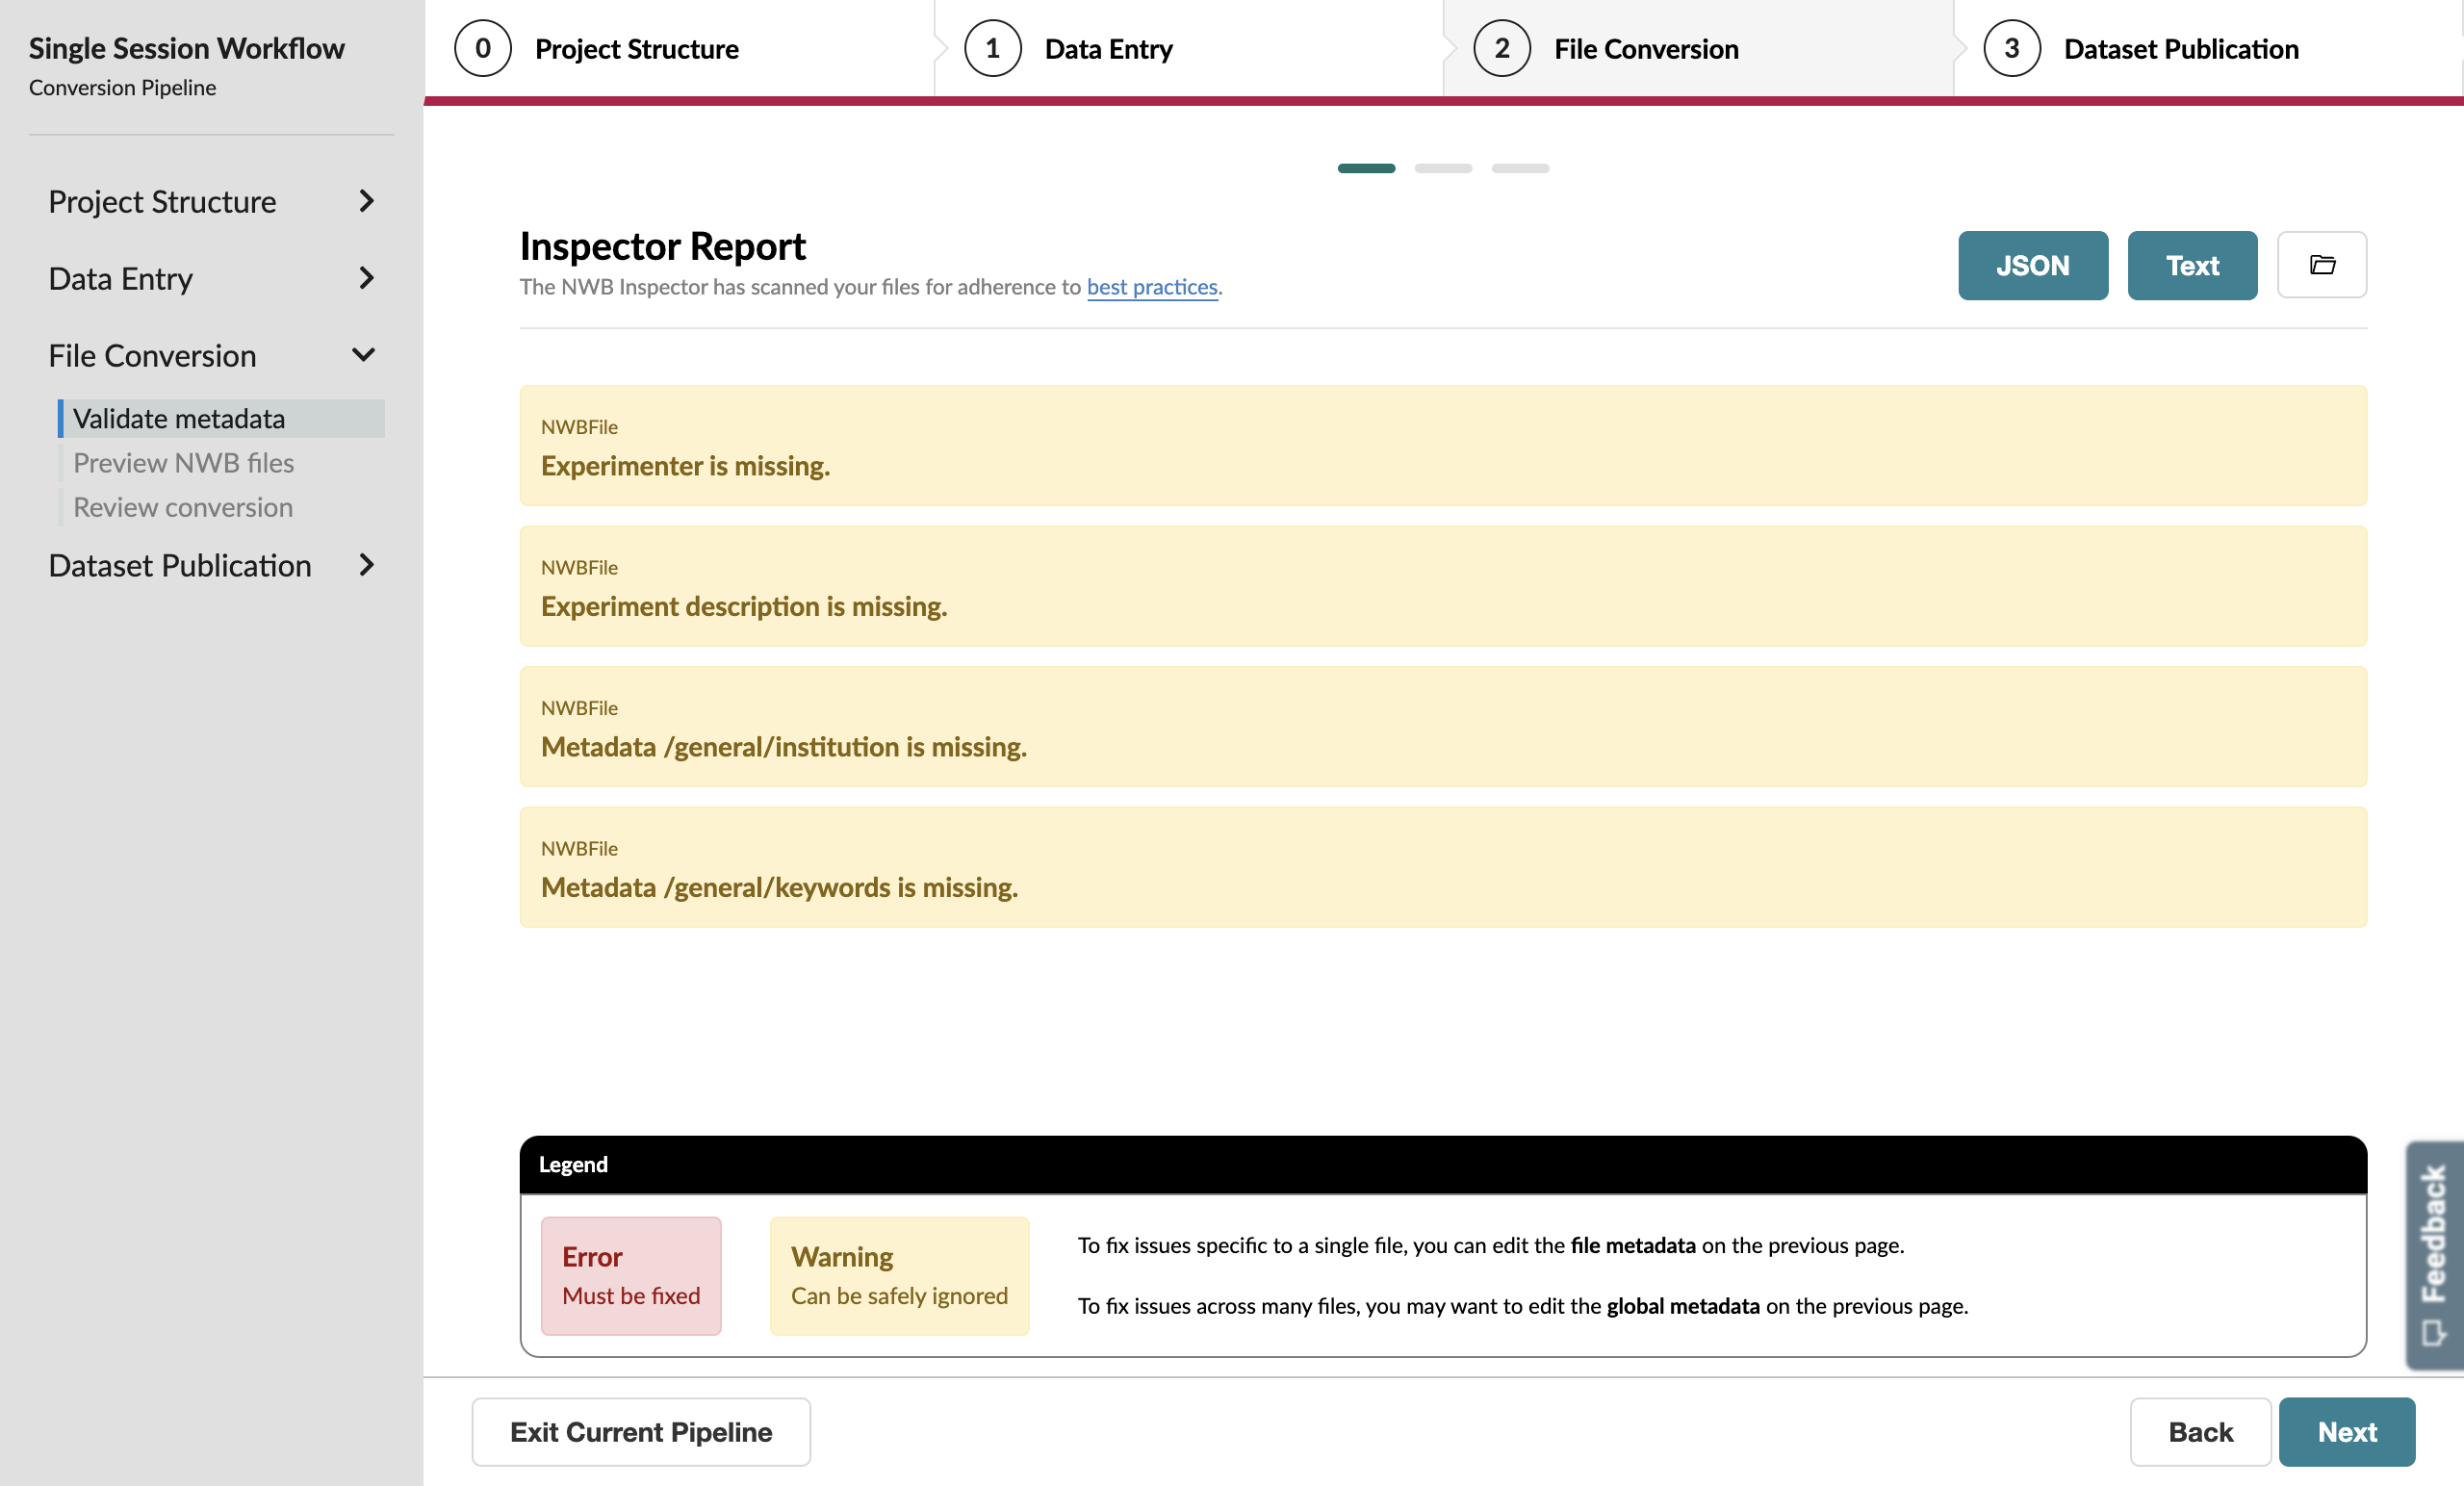 Single Session Workflow
Conversion Pipeline
Project Structure
Data Entry
File Conversion
Validate metadata
Preview NWB files
Review conversion
Dataset Publication
0 Project Structure
1 Data Entry
2 File Conversion
3 Dataset Publication
Inspector Report
The NWB Inspector has scanned your files for adherence to best practices.
JSON
Text
NWBFile
Experimenter is missing.
NWBFile
Experiment description is missing.
NWBFile
Metadata /general/institution is missing.
NWBFile
Metadata /general/keywords is missing.
Legend
Error
Must be fixed
Warning
Can be safely ignored
To fix issues specific to a single file, you can edit the file metadata on the previous page.
To fix issues across many files, you may want to edit the global metadata on the previous page.
Feedback
Exit Current Pipeline
Back
Next